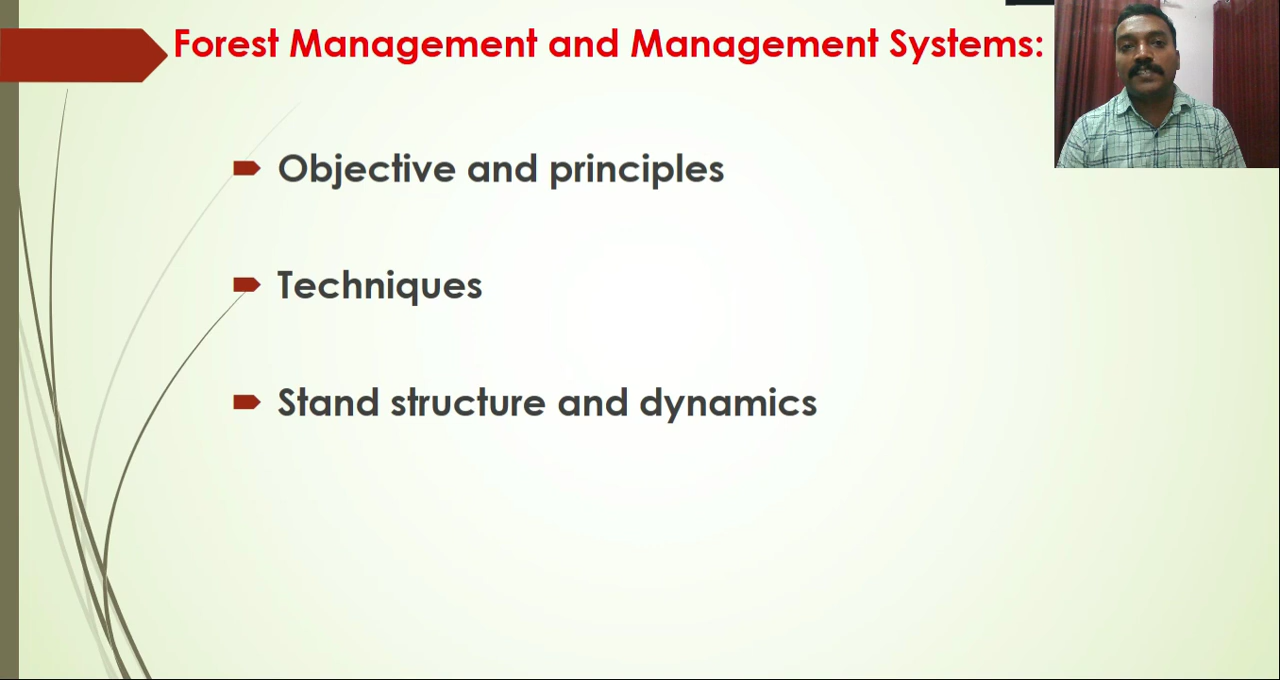 Forest Management and Management Systems:
Objective and principles
Techniques
Stand structure and dynamics